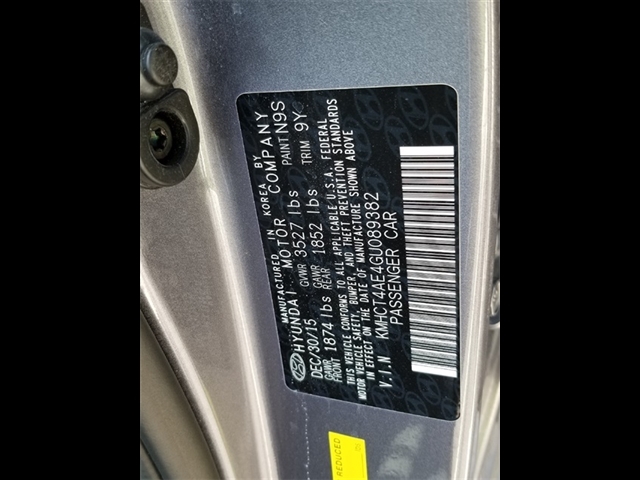 MANUFACTURED IN KOREA BY
HYUNDAI MOTOR COMPANY
DEC/30/15 GVWR 3527 lbs PAINT N9S
GAWR FRONT 1874 lbs GAWR REAR 1852 lbs TRIM 9Y
THIS VEHICLE CONFORMS TO ALL APPLICABLE U.S.A. FEDERAL
MOTOR VEHICLE SAFETY, BUMPER, AND THEFT PREVENTION STANDARDS
IN EFFECT ON THE DATE OF MANUFACTURE SHOWN ABOVE
V.I.N KMHCT4AE4GU089382
PASSENGER CAR
REDUCED